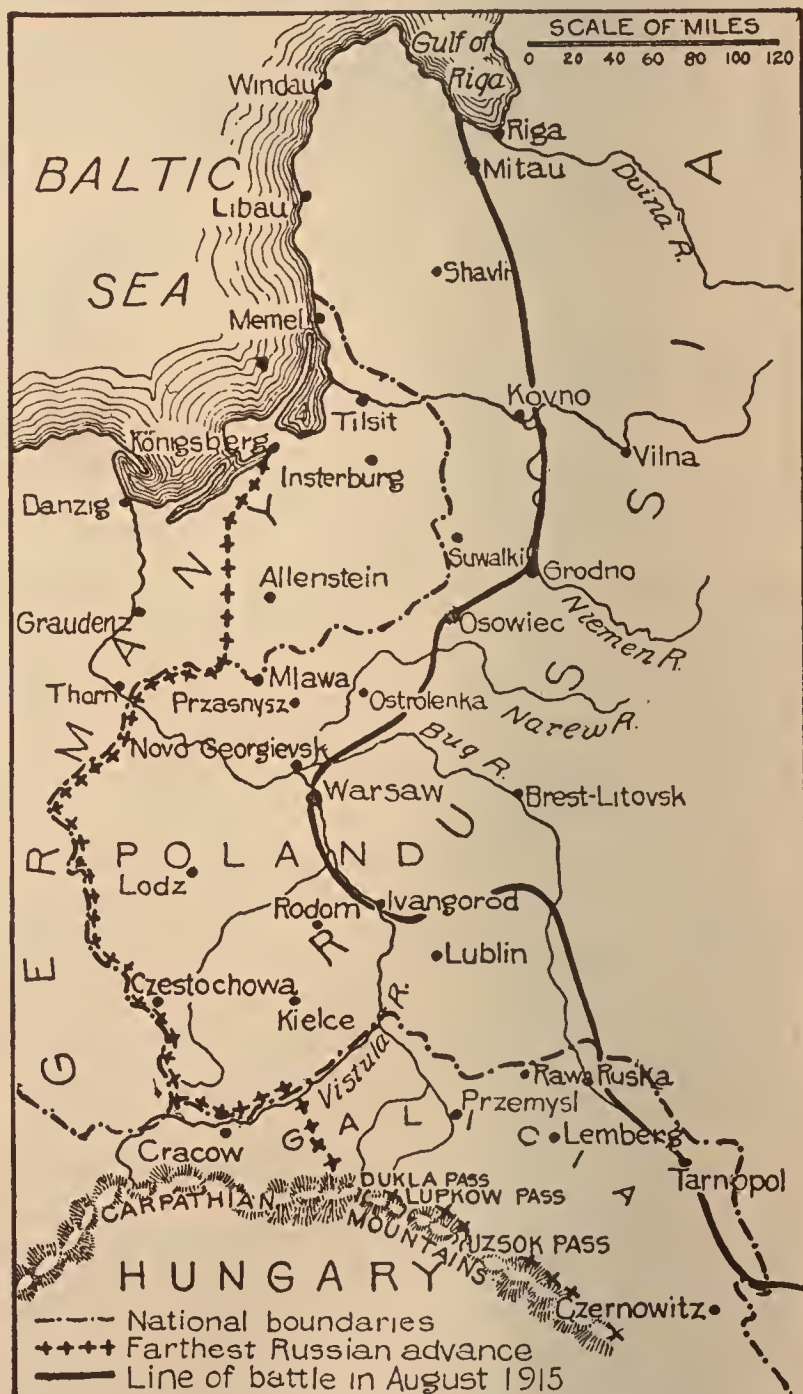 SCALE OF MILES
0 20 40 60 80 100 120
Gulf of
Riga
Windau
Riga
Mitau
BALTIC
SEA
Libau
Duina R.
Shavli
Memel
Tilsit
Kovno
Vilna
Königsberg
Insterburg
Danzig
Suwalki
Grodno
Allenstein
Graudenz
Osowiec
Niemen R.
Mlawa
Thorn
Przasnysz
Ostrolenka
Narew R.
Novo Georgievsk
Bug R.
Warsaw
Brest-Litovsk
POLAND
Lodz
Ivangorod
Rodom
Lublin
Czestochowa
Kielce
Vistula R.
Rawa Ruska
Przemysl
Cracow
Lemberg
Tarnopol
GALICIA
GERMANY
RUSSIA
DUKLA PASS
LUPKOW PASS
CARPATHIAN
MOUNTAINS
UZSOK PASS
HUNGARY
Czernowitz
National boundaries
Farthest Russian advance
Line of battle in August 1915